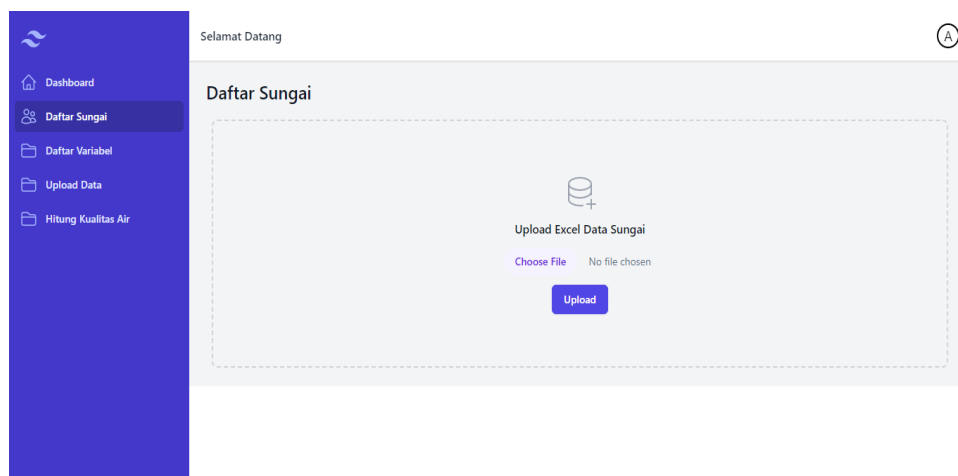 Selamat Datang
A
Dashboard
Daftar Sungai
Daftar Variabel
Upload Data
Hitung Kualitas Air
Daftar Sungai
Upload Excel Data Sungai
Choose File No file chosen
Upload